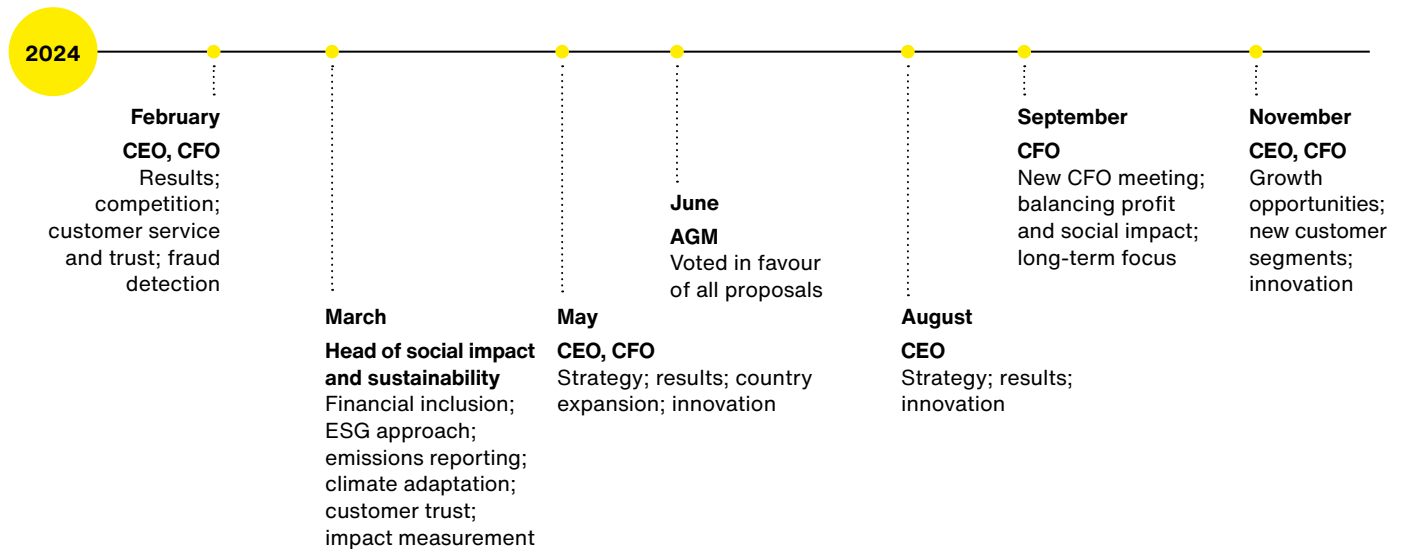 2024
February
CEO, CFO
Results;
competition;
customer service
and trust; fraud
detection
March
Head of social impact
and sustainability
Financial inclusion;
ESG approach;
emissions reporting;
climate adaptation;
customer trust;
impact measurement
May
CEO, CFO
Strategy; results; country
expansion; innovation
June
AGM
Voted in favour
of all proposals
August
CEO
Strategy; results;
innovation
September
CFO
New CFO meeting;
balancing profit
and social impact;
long-term focus
November
CEO, CFO
Growth
opportunities;
new customer
segments;
innovation